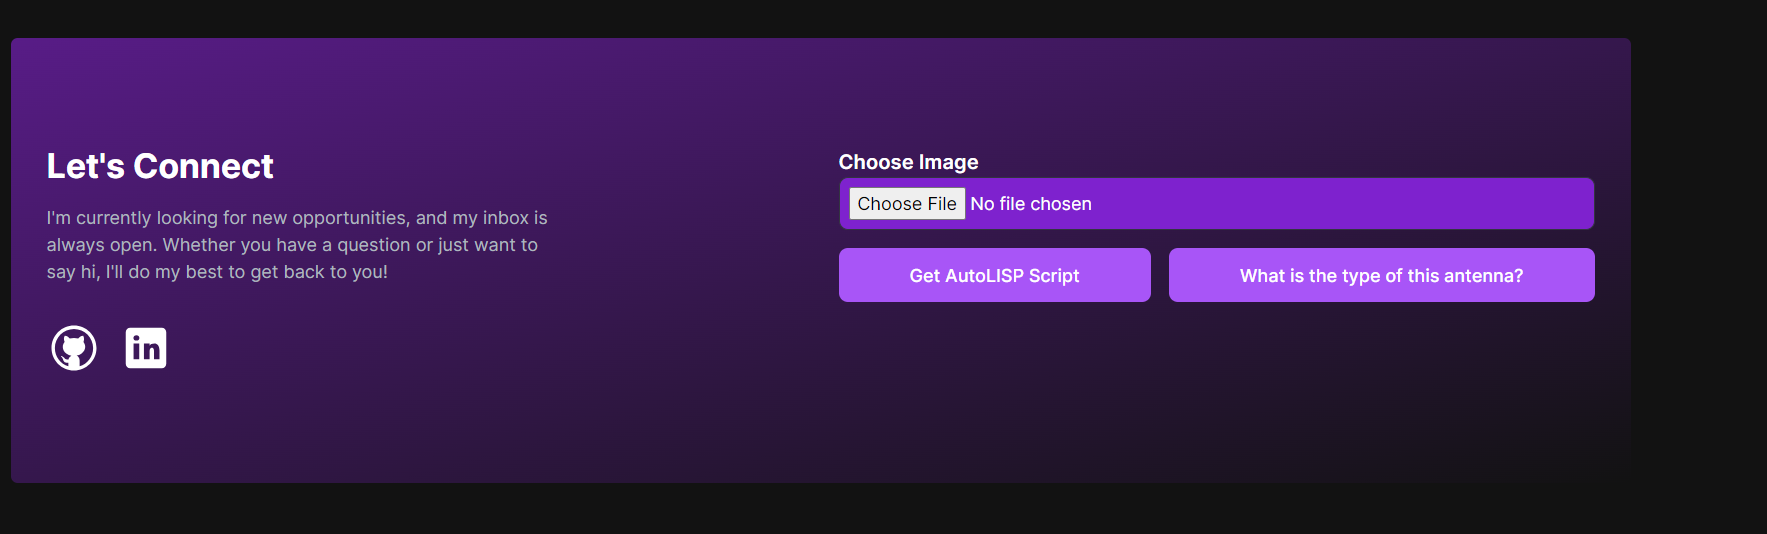 Let's Connect
I'm currently looking for new opportunities, and my inbox is
always open. Whether you have a question or just want to
say hi, I'll do my best to get back to you!
in
Choose Image
Choose File No file chosen
Get AutoLISP Script
What is the type of this antenna?